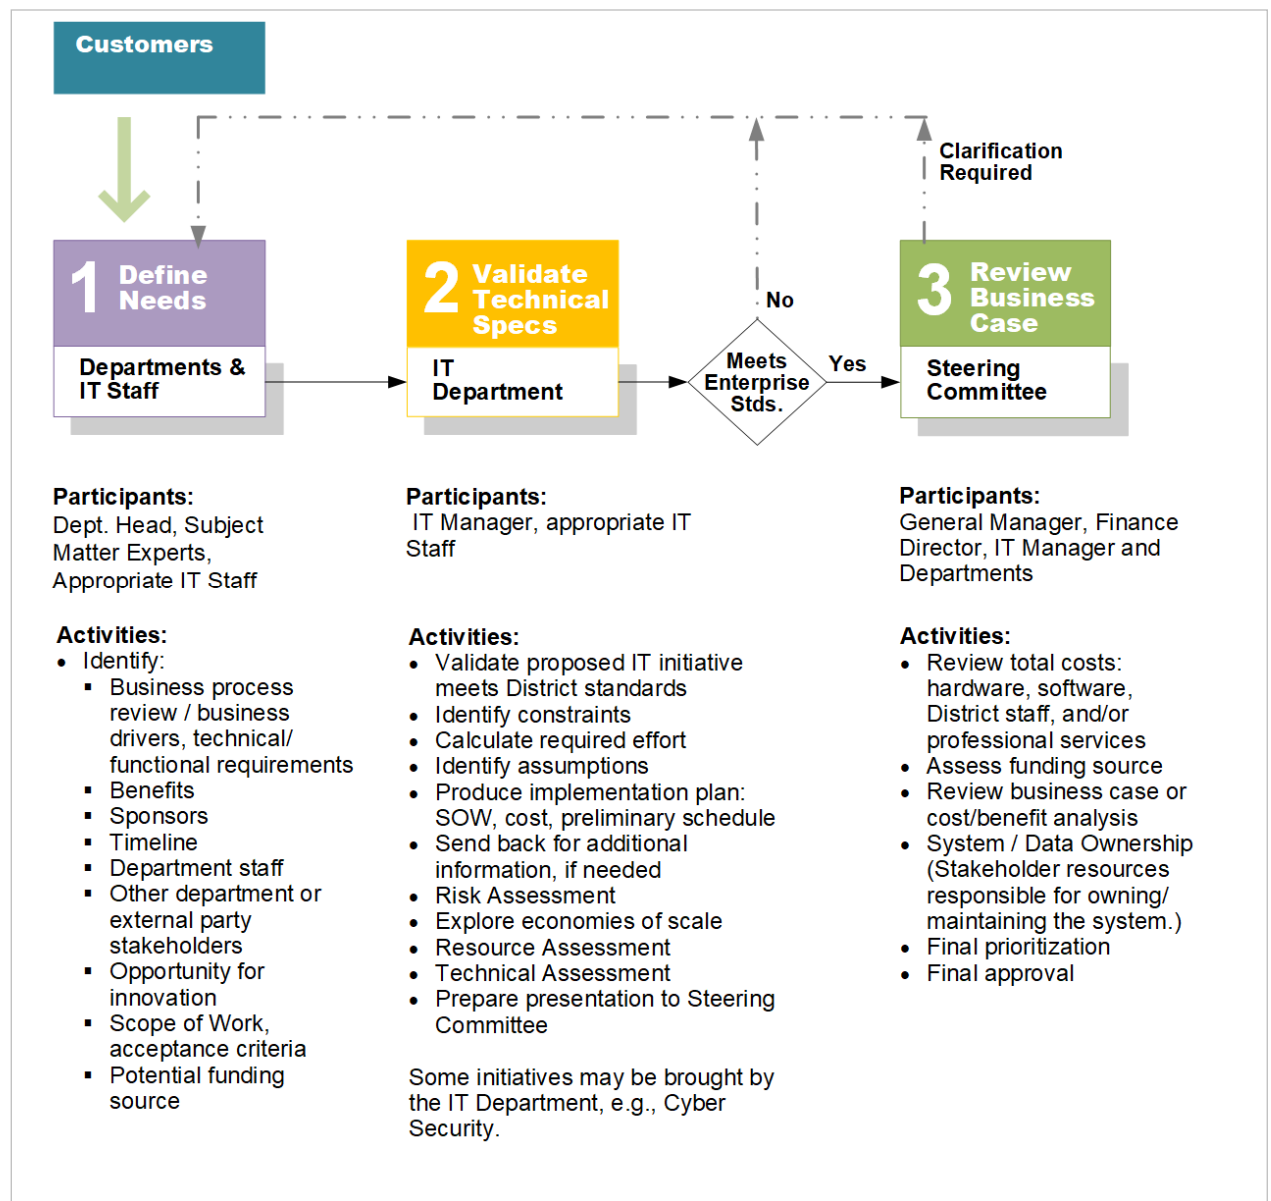 Customers
Clarification
Required
1 Define
Needs
Departments &
IT Staff
2 Validate
Technical
Specs
IT
Department
No
Meets
Enterprise
Stds.
Yes
3 Review
Business
Case
Steering
Committee
Participants:
Dept. Head, Subject
Matter Experts,
Appropriate IT Staff
Activities:
• Identify:
▪ Business process
review / business
drivers, technical/
functional requirements
▪ Benefits
▪ Sponsors
▪ Timeline
▪ Department staff
▪ Other department or
external party
stakeholders
▪ Opportunity for
innovation
▪ Scope of Work,
acceptance criteria
▪ Potential funding
source
Participants:
IT Manager, appropriate IT
Staff
Activities:
• Validate proposed IT initiative
meets District standards
• Identify constraints
• Calculate required effort
• Identify assumptions
• Produce implementation plan:
SOW, cost, preliminary schedule
• Send back for additional
information, if needed
• Risk Assessment
• Explore economies of scale
• Resource Assessment
• Technical Assessment
• Prepare presentation to Steering
Committee
Some initiatives may be brought by
the IT Department, e.g., Cyber
Security.
Participants:
General Manager, Finance
Director, IT Manager and
Departments
Activities:
• Review total costs:
hardware, software,
District staff, and/or
professional services
• Assess funding source
• Review business case or
cost/benefit analysis
• System / Data Ownership
(Stakeholder resources
responsible for owning/
maintaining the system.)
• Final prioritization
• Final approval